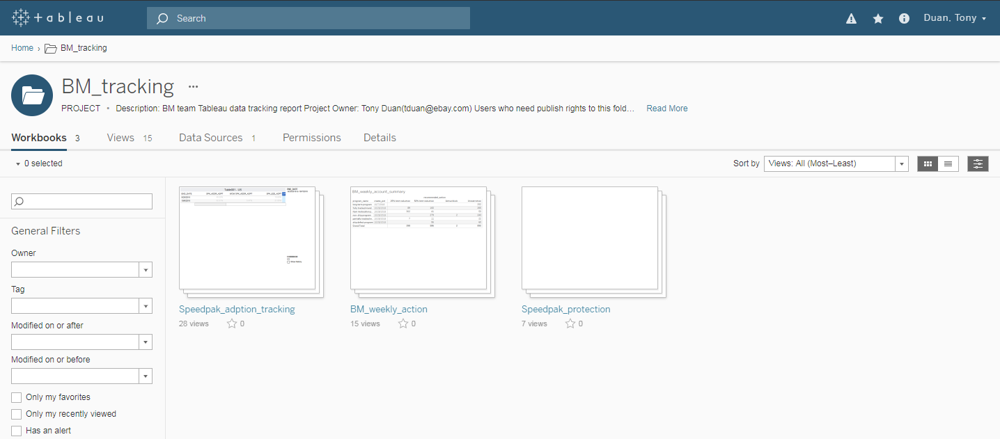 tableau
Search
Duan, Tony
Home › BM_tracking
BM_tracking ...
PROJECT • Description: BM team Tableau data tracking report Project Owner: Tony Duan(tduan@ebay.com) Users who need publish rights to this fold… Read More
Workbooks 3 Views 15 Data Sources 1 Permissions Details
0 selected
Sort by Views: All (Most–Least)
General Filters
Owner
Tag
Modified on or after
Modified on or before
Only my favorites
Only my recently viewed
Has an alert
BM_weekly_account_summary
Speedpak_adption_tracking
28 views 0
BM_weekly_action
15 views 0
Speedpak_protection
7 views 0